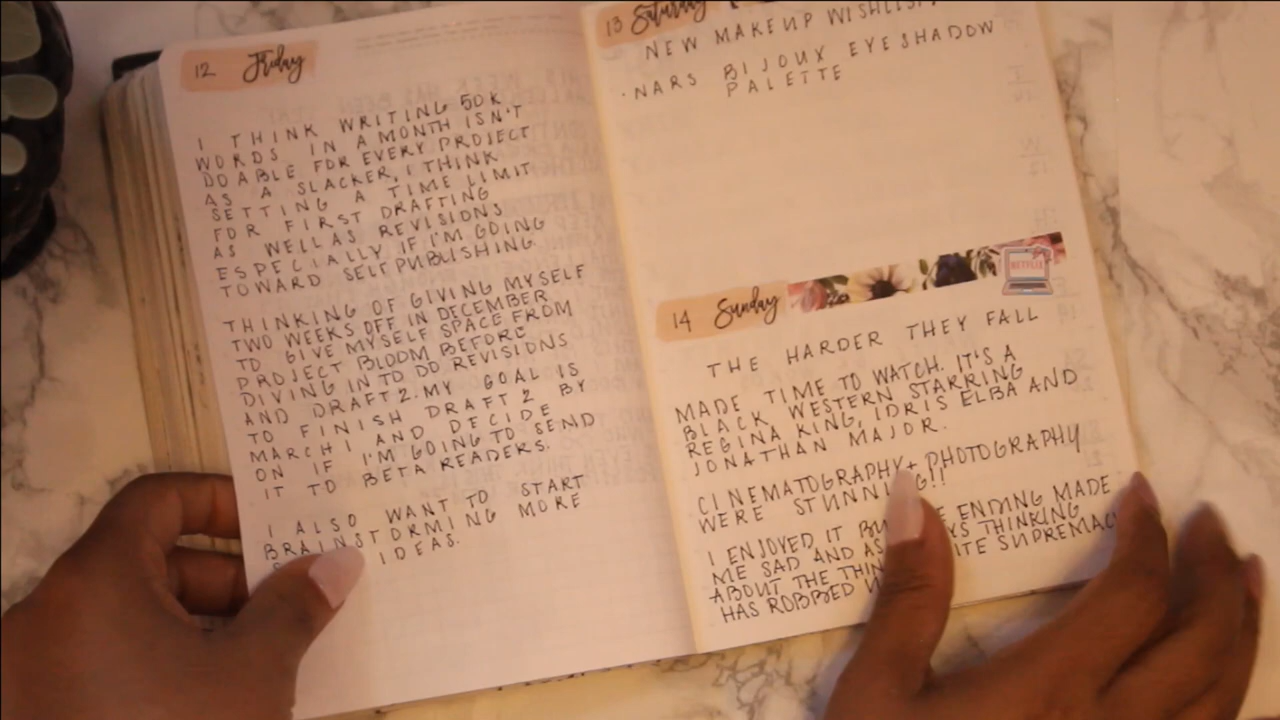 12 Friday
I THINK WRITING 50K
WORDS IN A MONTH ISN'T
DOABLE FOR EVERY PROJECT
AS A SLACKER, I THINK
SETTING A TIME LIMIT
FOR FIRST DRAFTING
AS WELL AS REVISIONS
ESPECIALLY IF I'M GOING
TOWARD SELF PUBLISHING
THINKING OF GIVING MYSELF
TWO WEEKS OFF IN DECEMBER
TO GIVE MYSELF SPACE FROM
PROJECT BLOOM BEFORE
DIVING IN TO DO REVISIONS
AND DRAFT 2. MY GOAL IS
TO FINISH DRAFT 2 BY
MARCH 1 AND DECIDE BY
ON IF I'M GOING TO SEND
IT TO BETA READERS.
I ALSO WANT TO START
BRAINSTORMING MORE
IDEAS.
13 Saturday
NEW MAKEUP WISHLIST
·NARS BIJOUX EYESHADOW
PALETTE
14 Sunday
NETFLIX
THE HARDER THEY FALL
MADE TIME TO WATCH. IT'S A
BLACK WESTERN STARRING
REGINA KING, IDRIS ELBA AND
JONATHAN MAJOR.
CINEMATOGRAPHY + PHOTOGRAPHY
WERE STUNNING!!
I ENJOYED IT ENDING MADE
ME SAD AND THINKING
ABOUT THE SUPREMACY
HAS ROBBED